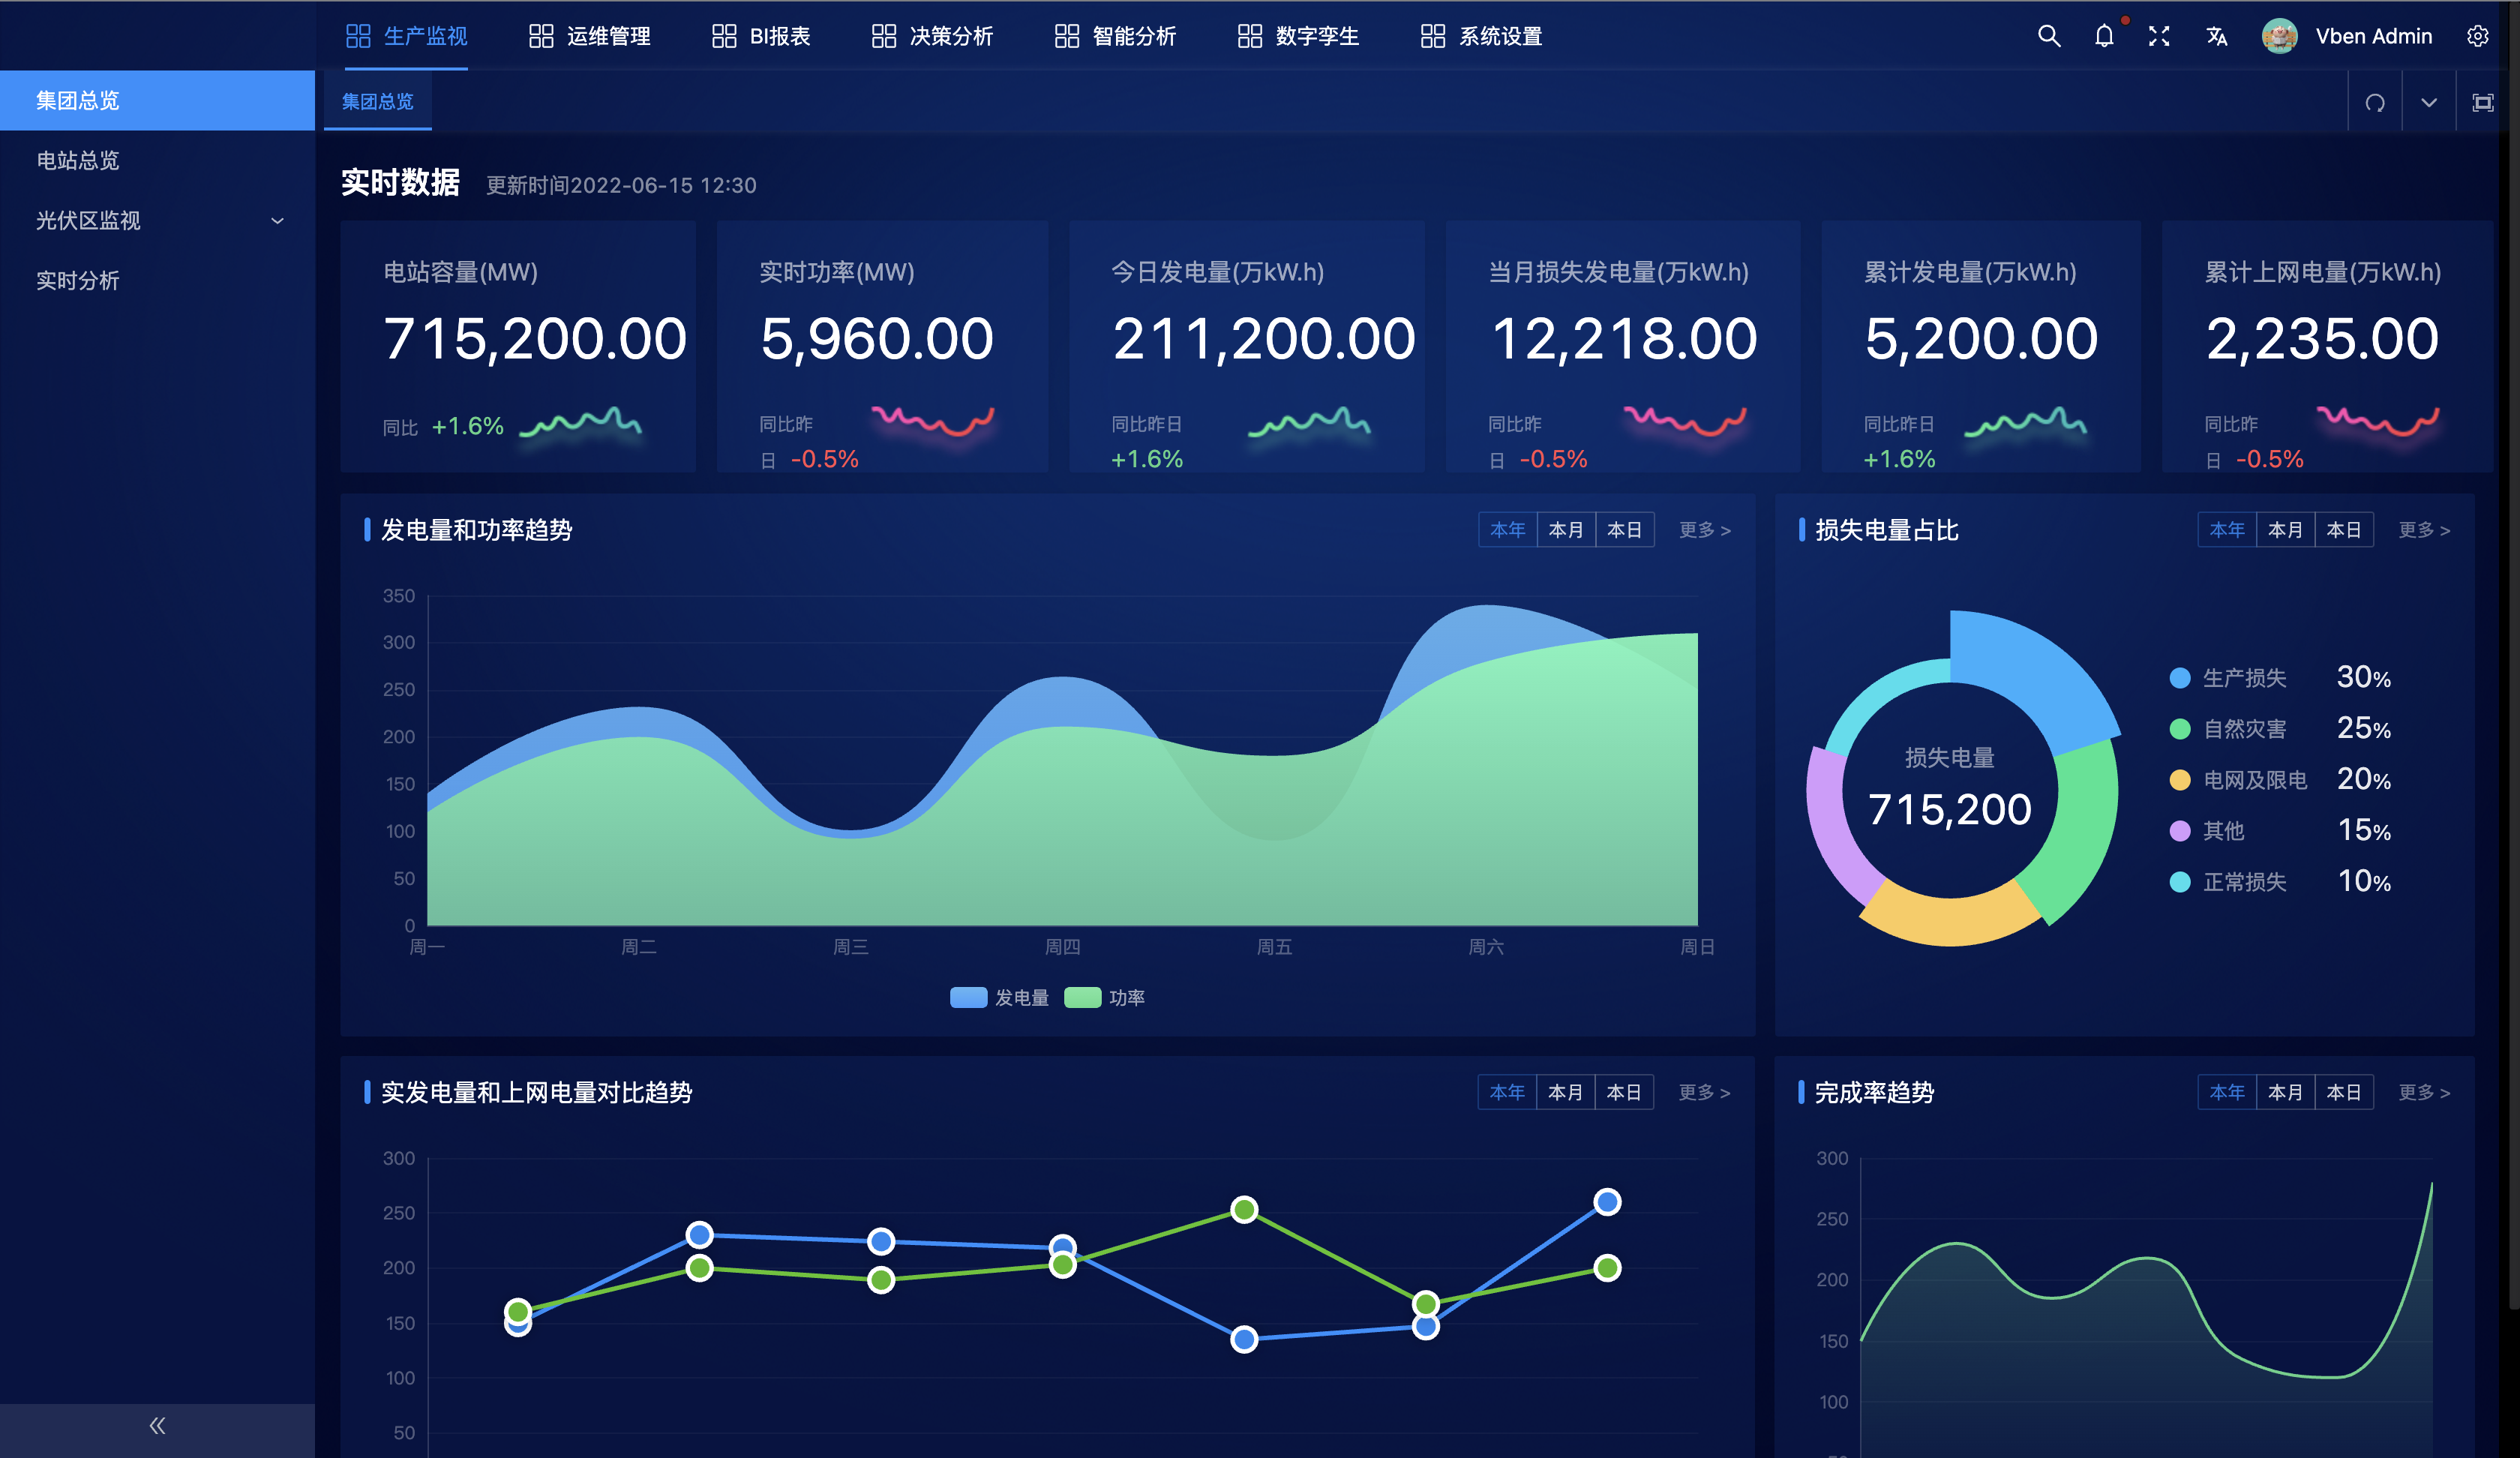 生产监视 运维管理 BI报表 决策分析 智能分析 数字孪生 系统设置 Vben Admin
集团总览
电站总览
光伏区监视
实时分析
集团总览
实时数据 更新时间2022-06-15 12:30
电站容量(MW)
715,200.00
同比 +1.6%
实时功率(MW)
5,960.00
同比昨
日 -0.5%
今日发电量(万kW.h)
211,200.00
同比昨日
+1.6%
当月损失发电量(万kW.h)
12,218.00
同比昨
日 -0.5%
累计发电量(万kW.h)
5,200.00
同比昨日
+1.6%
累计上网电量(万kW.h)
2,235.00
同比昨
日 -0.5%
发电量和功率趋势 本年 本月 本日 更多 >
350
300
250
200
150
100
50
0
周一 周二 周三 周四 周五 周六 周日
发电量 功率
损失电量占比 本年 本月 本日 更多 >
损失电量
715,200
生产损失 30%
自然灾害 25%
电网及限电 20%
其他 15%
正常损失 10%
实发电量和上网电量对比趋势 本年 本月 本日 更多 >
300
250
200
150
100
50
完成率趋势 本年 本月 本日 更多 >
300
250
200
150
100